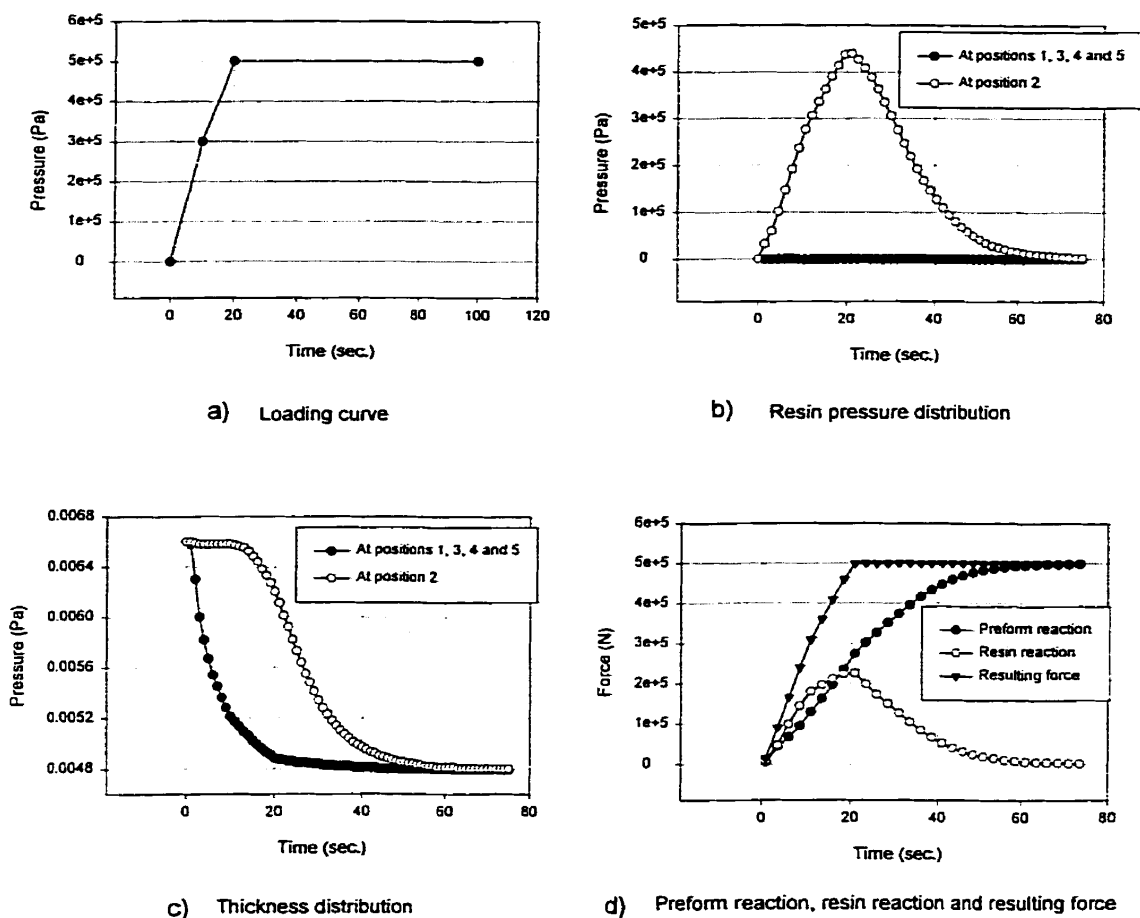 6e+5
5e+5
4e+5
3e+5
2e+5
1e+5
0
Pressure (Pa)
0 20 40 60 80 100 120
Time (sec.)
a) Loading curve
5e+5
4e+5
3e+5
2e+5
1e+5
0
Pressure (Pa)
At positions 1, 3, 4 and 5
At position 2
0 20 40 60 80
Time (sec.)
b) Resin pressure distribution
0.0068
0.0064
0.0060
0.0056
0.0052
0.0048
Pressure (Pa)
At positions 1, 3, 4 and 5
At position 2
0 20 40 60 80
Time (sec.)
c) Thickness distribution
6e+5
5e+5
4e+5
3e+5
2e+5
1e+5
0
Force (N)
Preform reaction
Resin reaction
Resulting force
0 20 40 60 80
Time (sec.)
d) Preform reaction, resin reaction and resulting force